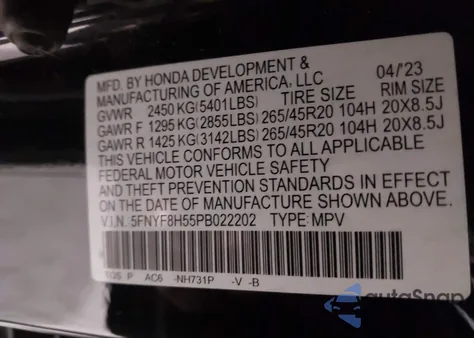 MFD. BY HONDA DEVELOPMENT &
MANUFACTURING OF AMERICA, LLC 04/'23
GVWR 2450 KG(5401LBS) TIRE SIZE RIM SIZE
GAWR F 1295 KG(2855LBS) 265/45R20 104H 20X8.5J
GAWR R 1425 KG(3142LBS) 265/45R20 104H 20X8.5J
THIS VEHICLE CONFORMS TO ALL APPLICABLE
FEDERAL MOTOR VEHICLE SAFETY AND
THEFT PREVENTION STANDARDS IN EFFECT
ON THE DATE OF MANUFACTURE SHOWN ABOVE.
V.I.N. 5FNYF8H55PB022202 TYPE: MPV
P AC6 -NH731P -V -B
autoSnap